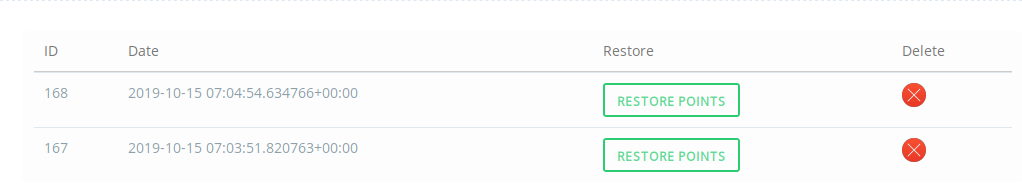 ID Date Restore Delete
168 2019-10-15 07:04:54.634766+00:00 RESTORE POINTS
167 2019-10-15 07:03:51.820763+00:00 RESTORE POINTS